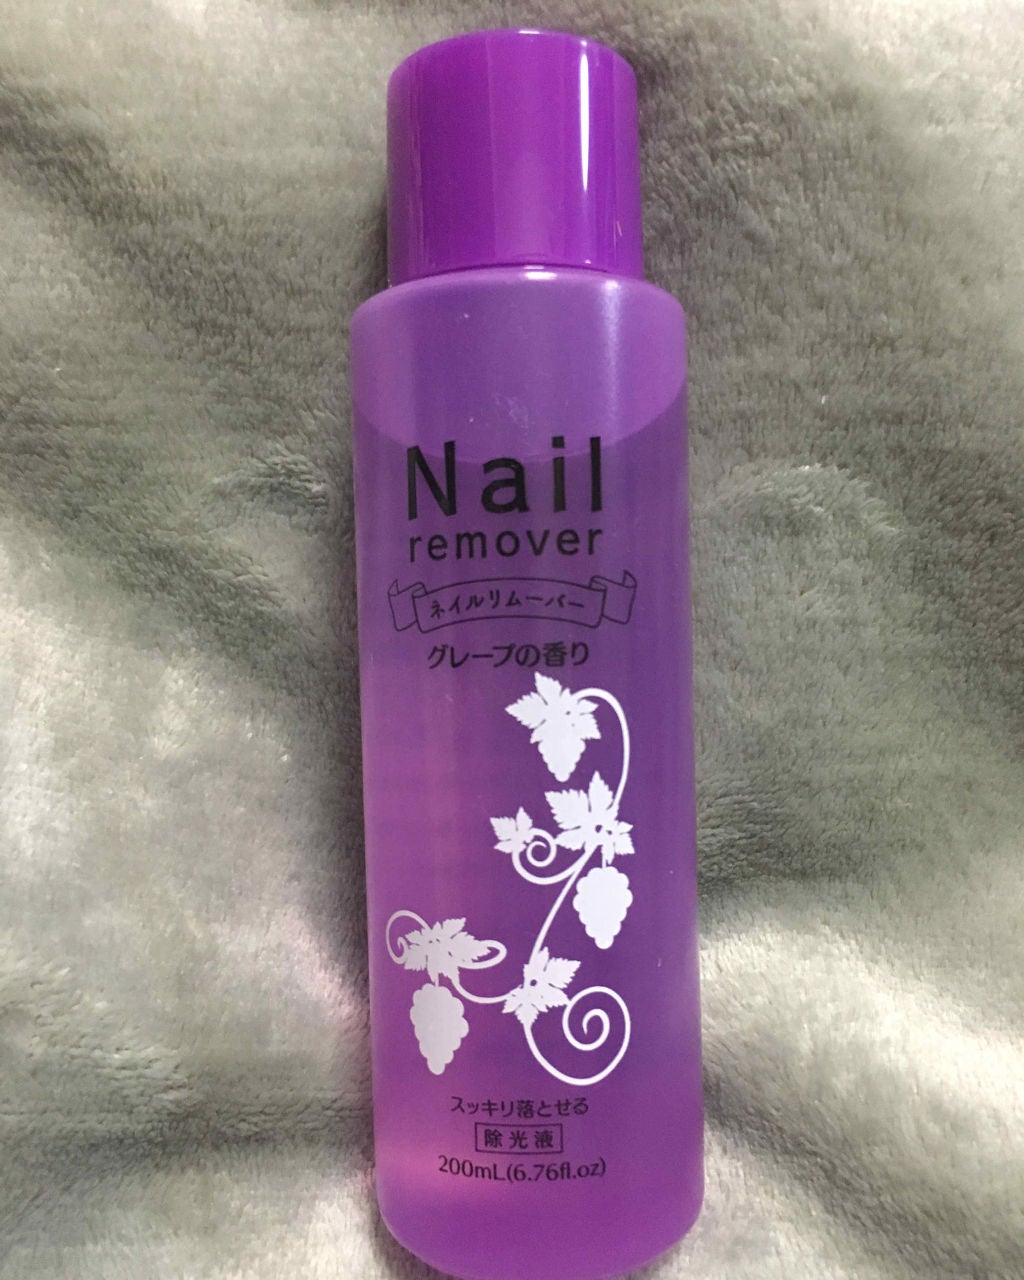 Nail
remover
ネイルリムーバー
グレープの香り
スッキリ落とせる
除光液
200mL(6.76fl.oz)